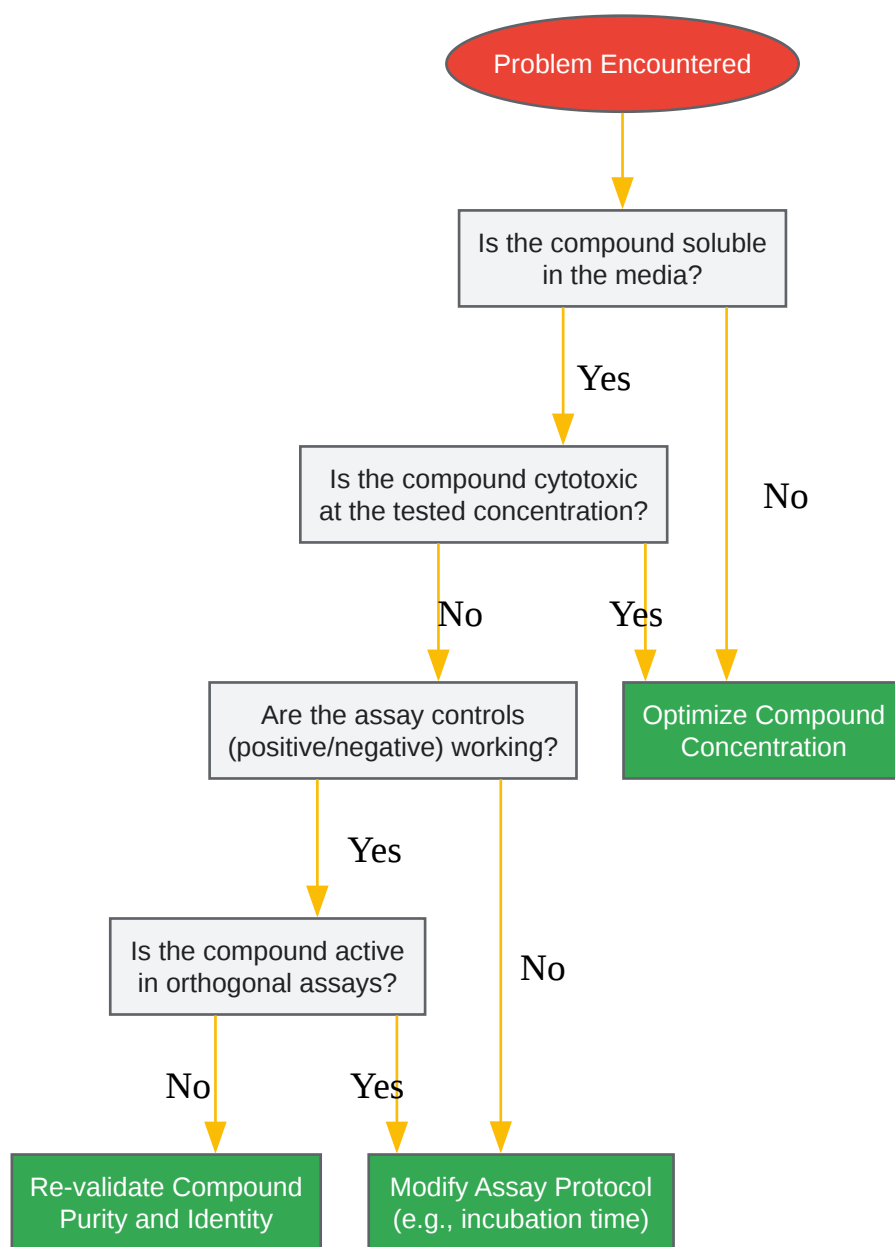 Problem Encountered
Is the compound soluble
in the media?
Yes
No
Is the compound cytotoxic
at the tested concentration?
No
Yes
Are the assay controls
(positive/negative) working?
Optimize Compound
Concentration
Yes
No
Is the compound active
in orthogonal assays?
No
Yes
Re-validate Compound
Purity and Identity
Modify Assay Protocol
(e.g., incubation time)